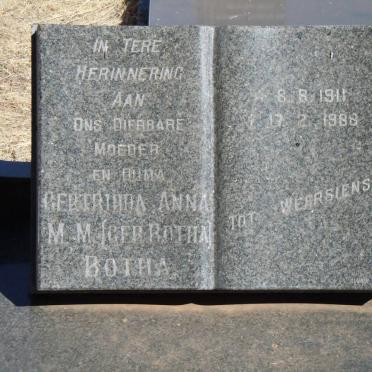 IN TERE
HERINNERING
AAN
ONS DIERBARE
MOEDER
EN OUMA
GERTRUIDA ANNA
M.M. [GEB BOTHA]
BOTHA.
* 8.8.1911
† 17.2.1988
TOT WEERSIENS